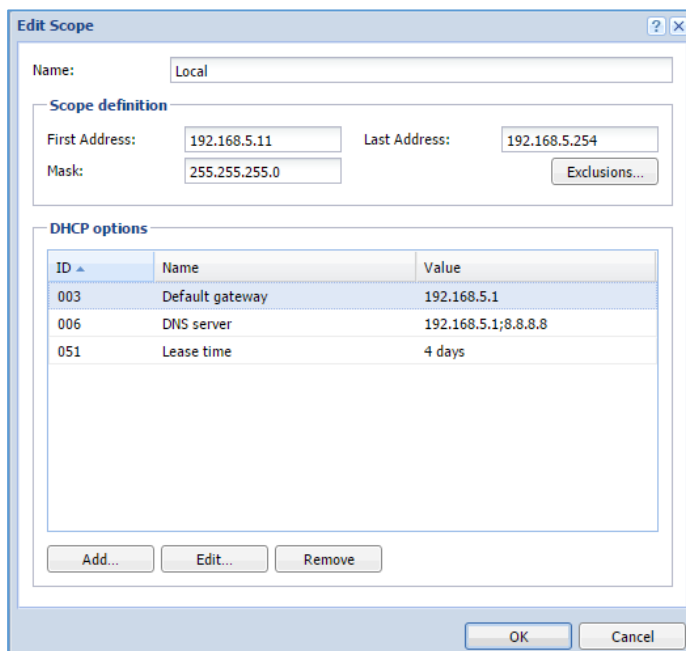 Edit Scope
Name: Local
Scope definition
First Address: 192.168.5.11 Last Address: 192.168.5.254
Mask: 255.255.255.0 Exclusions...
DHCP options
ID Name Value
003 Default gateway 192.168.5.1
006 DNS server 192.168.5.1;8.8.8.8
051 Lease time 4 days
Add... Edit... Remove
OK Cancel